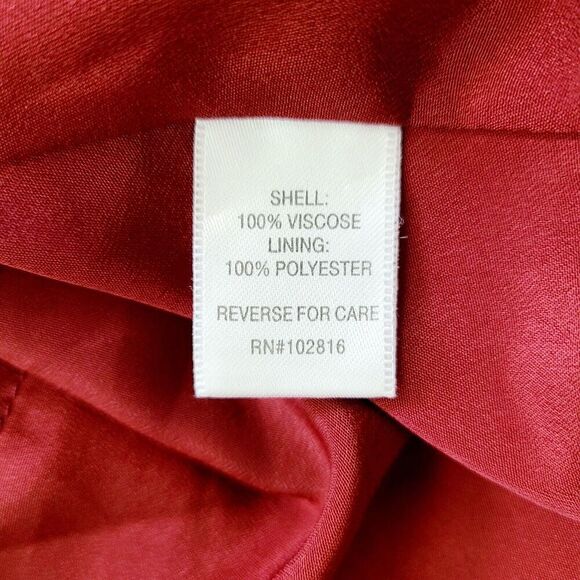 SHELL:
100% VISCOSE
LINING:
100% POLYESTER
REVERSE FOR CARE
RN#102816